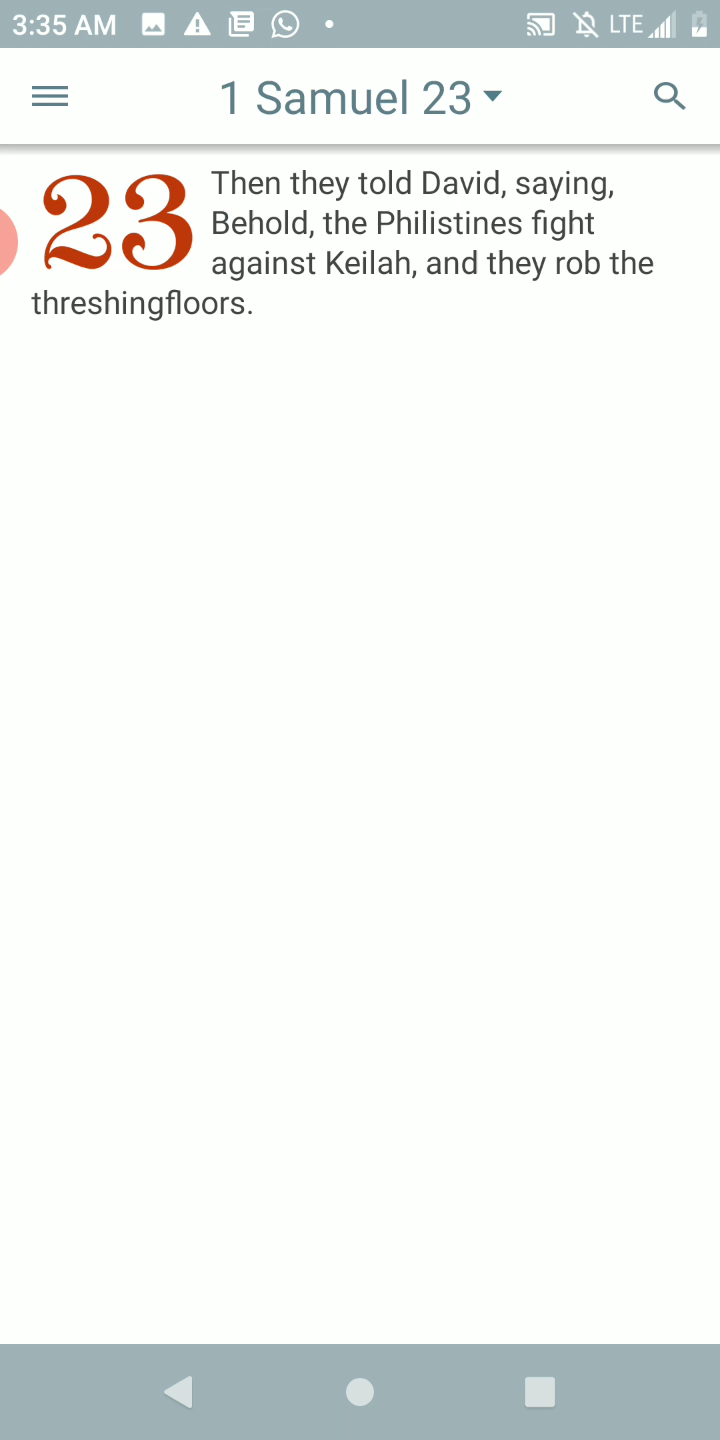 3:35 AM LTE
1 Samuel 23
23 Then they told David, saying,
Behold, the Philistines fight
against Keilah, and they rob the
threshingfloors.